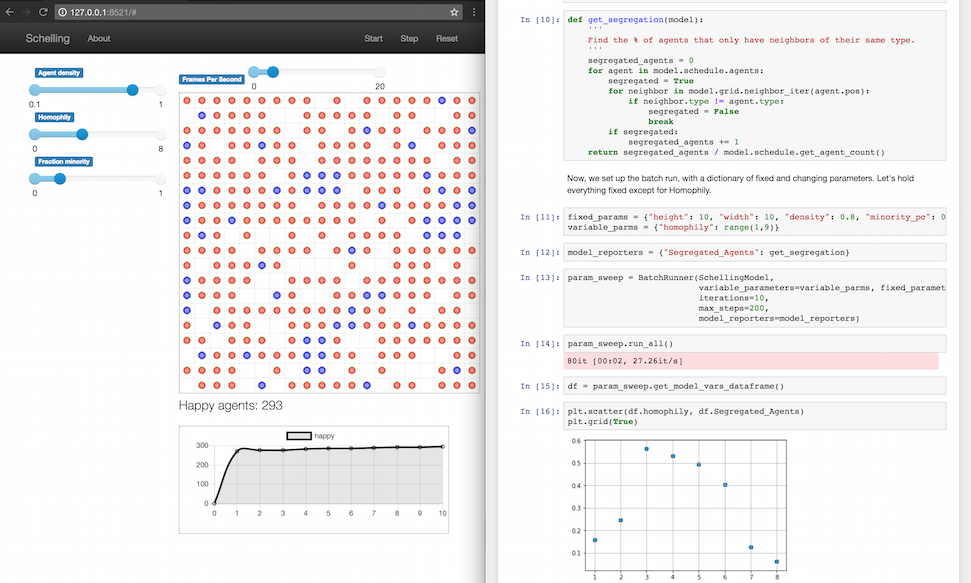 127.0.0.1:8521/#
Schelling About Start Step Reset
Agent density
0.1 1
Homophily
0 8
Fraction minority
0 1
Frames Per Second
0 20
Happy agents: 293
happy
300
200
100
0
0 1 2 3 4 5 6 7 8 9 10
In [10]: def get_segregation(model):
'''
Find the % of agents that only have neighbors of their same type.
'''
segregated_agents = 0
for agent in model.schedule.agents:
segregated = True
for neighbor in model.grid.neighbor_iter(agent.pos):
if neighbor.type != agent.type:
segregated = False
break
if segregated:
segregated_agents += 1
return segregated_agents / model.schedule.get_agent_count()
Now, we set up the batch run, with a dictionary of fixed and changing parameters. Let's hold
everything fixed except for Homophily.
In [11]: fixed_params = {"height": 10, "width": 10, "density": 0.8, "minority_pc": 0
variable_parms = {"homophily": range(1,9)}
In [12]: model_reporters = {"Segregated_Agents": get_segregation}
In [13]: param_sweep = BatchRunner(SchellingModel,
variable_parameters=variable_parms, fixed_paramet
iterations=10,
max_steps=200,
model_reporters=model_reporters)
In [14]: param_sweep.run_all()
80it [00:02, 27.26it/s]
In [15]: df = param_sweep.get_model_vars_dataframe()
In [16]: plt.scatter(df.homophily, df.Segregated_Agents)
plt.grid(True)
0.6
0.5
0.4
0.3
0.2
0.1
1 2 3 4 5 6 7 8